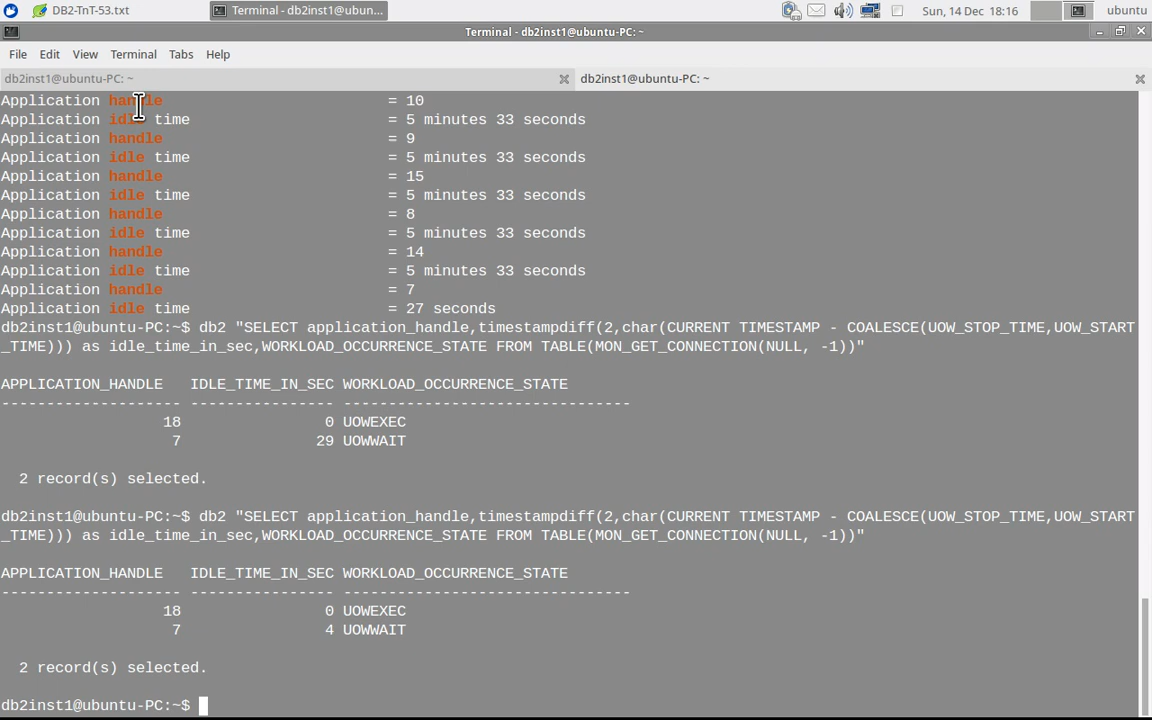 DB2-TnT-53.txt
Terminal - db2inst1@ubun...
Sun, 14 Dec 18:16
ubuntu
Terminal - db2inst1@ubuntu-PC: ~
File Edit View Terminal Tabs Help
db2inst1@ubuntu-PC: ~
db2inst1@ubuntu-PC: ~
Application handle = 10
Application idle time = 5 minutes 33 seconds
Application handle = 9
Application idle time = 5 minutes 33 seconds
Application handle = 15
Application idle time = 5 minutes 33 seconds
Application handle = 8
Application idle time = 5 minutes 33 seconds
Application handle = 14
Application idle time = 5 minutes 33 seconds
Application handle = 7
Application idle time = 27 seconds
db2inst1@ubuntu-PC:~$ db2 "SELECT application_handle,timestampdiff(2,char(CURRENT TIMESTAMP - COALESCE(UOW_STOP_TIME,UOW_START
_TIME))) as idle_time_in_sec,WORKLOAD_OCCURRENCE_STATE FROM TABLE(MON_GET_CONNECTION(NULL, -1))"
APPLICATION_HANDLE IDLE_TIME_IN_SEC WORKLOAD_OCCURRENCE_STATE
-------------------- ---------------- --------------------------------
18 0 UOWEXEC
7 29 UOWWAIT
2 record(s) selected.
db2inst1@ubuntu-PC:~$ db2 "SELECT application_handle,timestampdiff(2,char(CURRENT TIMESTAMP - COALESCE(UOW_STOP_TIME,UOW_START
_TIME))) as idle_time_in_sec,WORKLOAD_OCCURRENCE_STATE FROM TABLE(MON_GET_CONNECTION(NULL, -1))"
APPLICATION_HANDLE IDLE_TIME_IN_SEC WORKLOAD_OCCURRENCE_STATE
-------------------- ---------------- --------------------------------
18 0 UOWEXEC
7 4 UOWWAIT
2 record(s) selected.
db2inst1@ubuntu-PC:~$